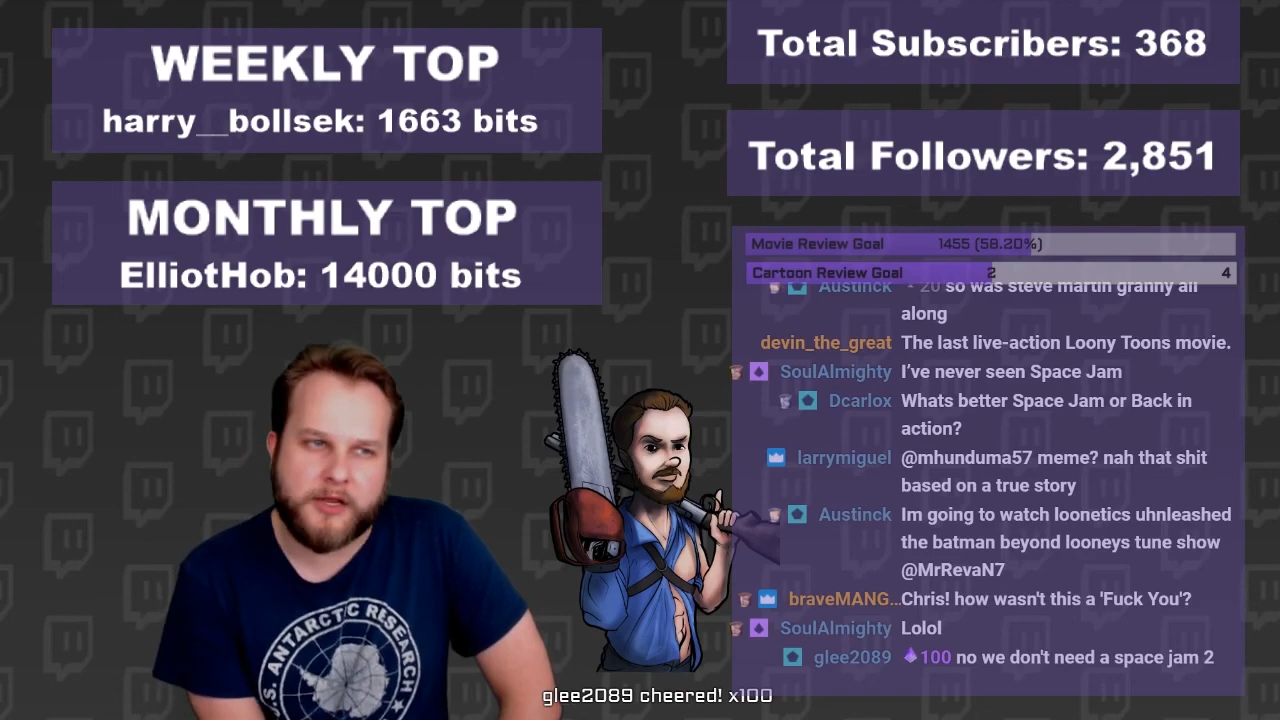 WEEKLY TOP
harry__bollsek: 1663 bits
MONTHLY TOP
ElliotHob: 14000 bits
Total Subscribers: 368
Total Followers: 2,851
Movie Review Goal 1455 (58.20%)
Cartoon Review Goal 2 4
Austinck - 20 so was steve martin granny all
along
devin_the_great The last live-action Loony Toons movie.
SoulAlmighty I've never seen Space Jam
Dcarlox Whats better Space Jam or Back in
action?
larrymiguel @mhunduma57 meme? nah that shit
based on a true story
Austinck Im going to watch loonetics uhnleashed
the batman beyond looneys tune show
@MrRevaN7
braveMANG... Chris! how wasn't this a 'Fuck You'?
SoulAlmighty Lolol
glee2089 100 no we don't need a space jam 2
glee2089 cheered! x100
U.S. ANTARCTIC RESEARCH